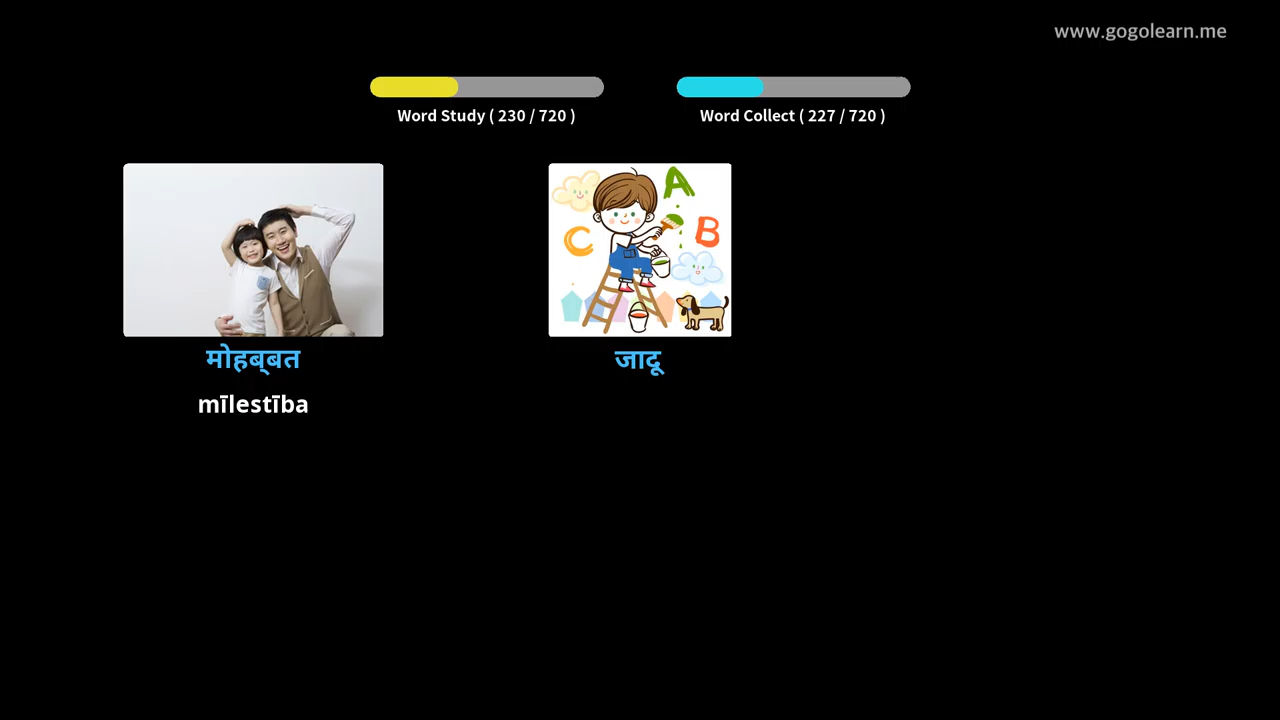 www.gogolearn.me
Word Study ( 230 / 720 )
Word Collect ( 227 / 720 )
A
B
C
मोहब्बत
जादू
mīlestība